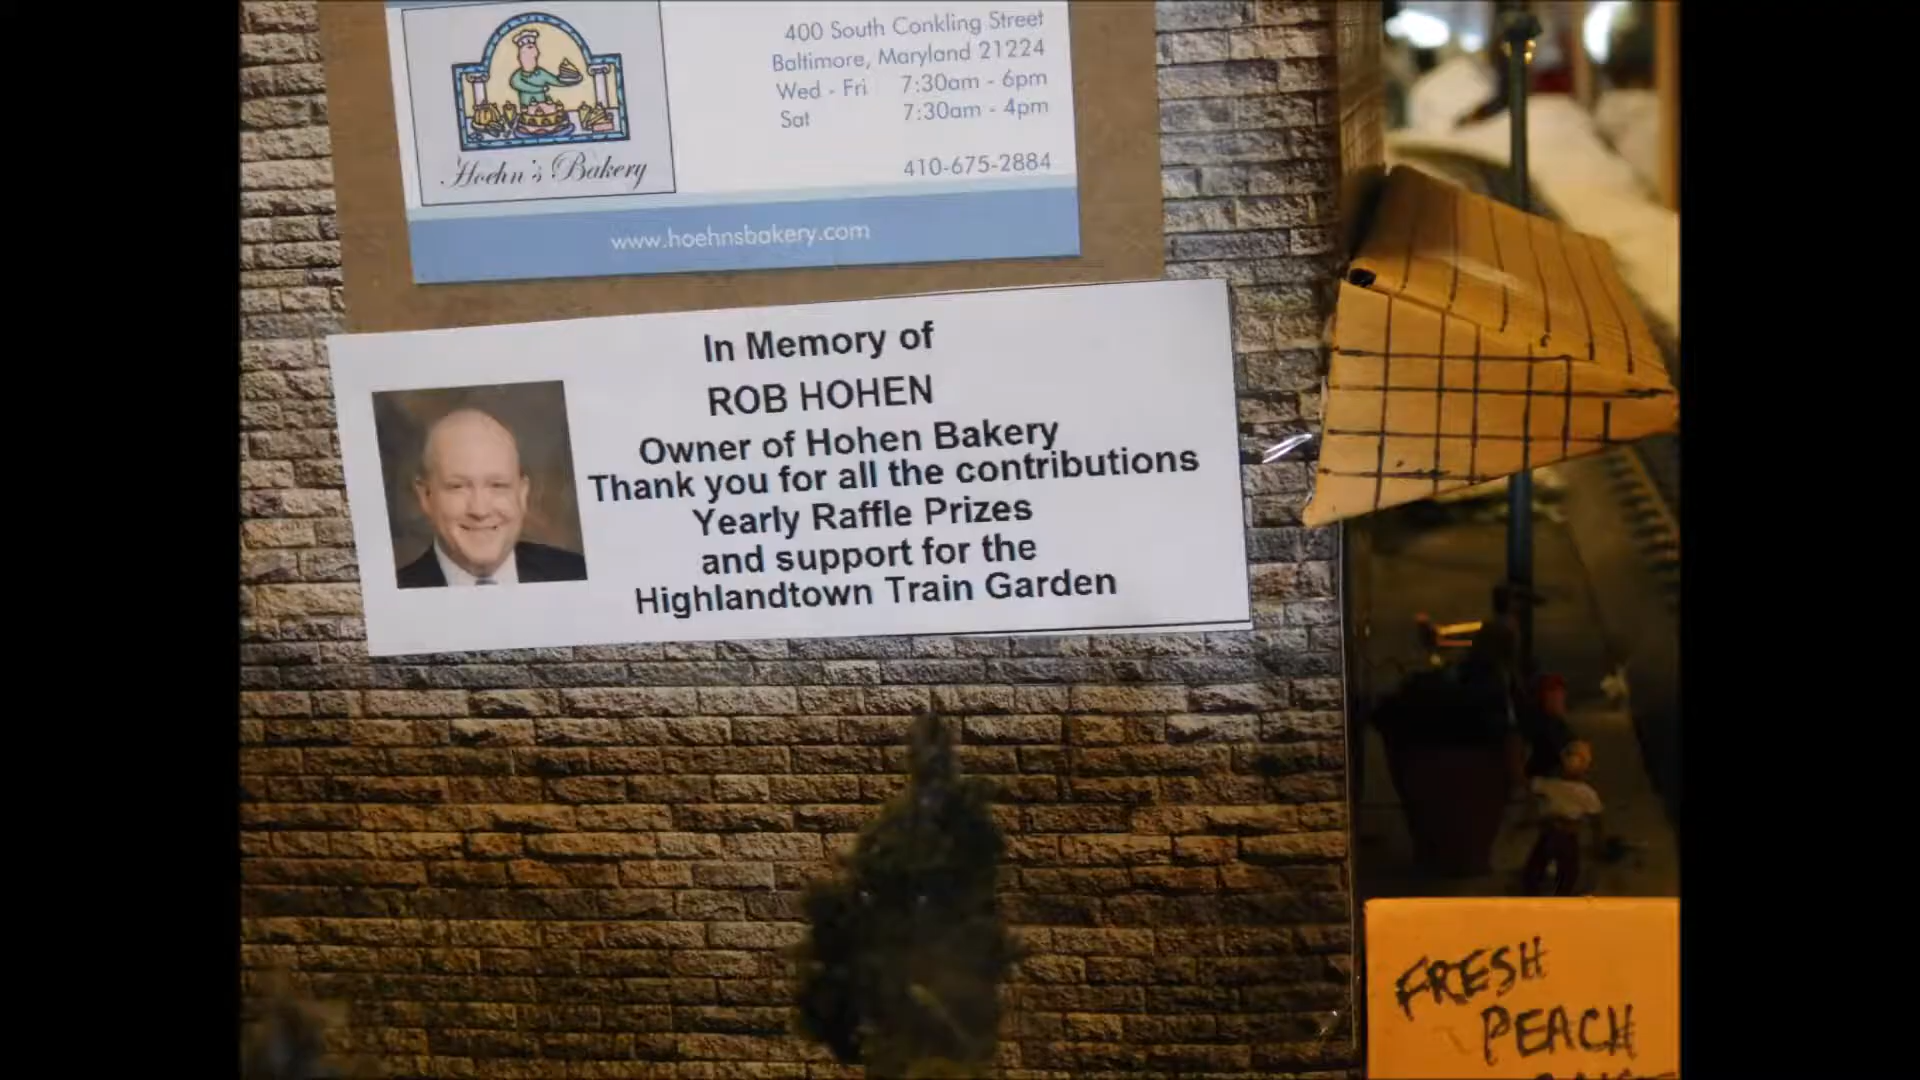 400 South Conkling Street
Baltimore, Maryland 21224
Wed - Fri 7:30am - 6pm
Sat 7:30am - 4pm
410-675-2884
Hoehn's Bakery
www.hoehnsbakery.com
In Memory of
ROB HOHEN
Owner of Hohen Bakery
Thank you for all the contributions
Yearly Raffle Prizes
and support for the
Highlandtown Train Garden
FRESH
PEACH